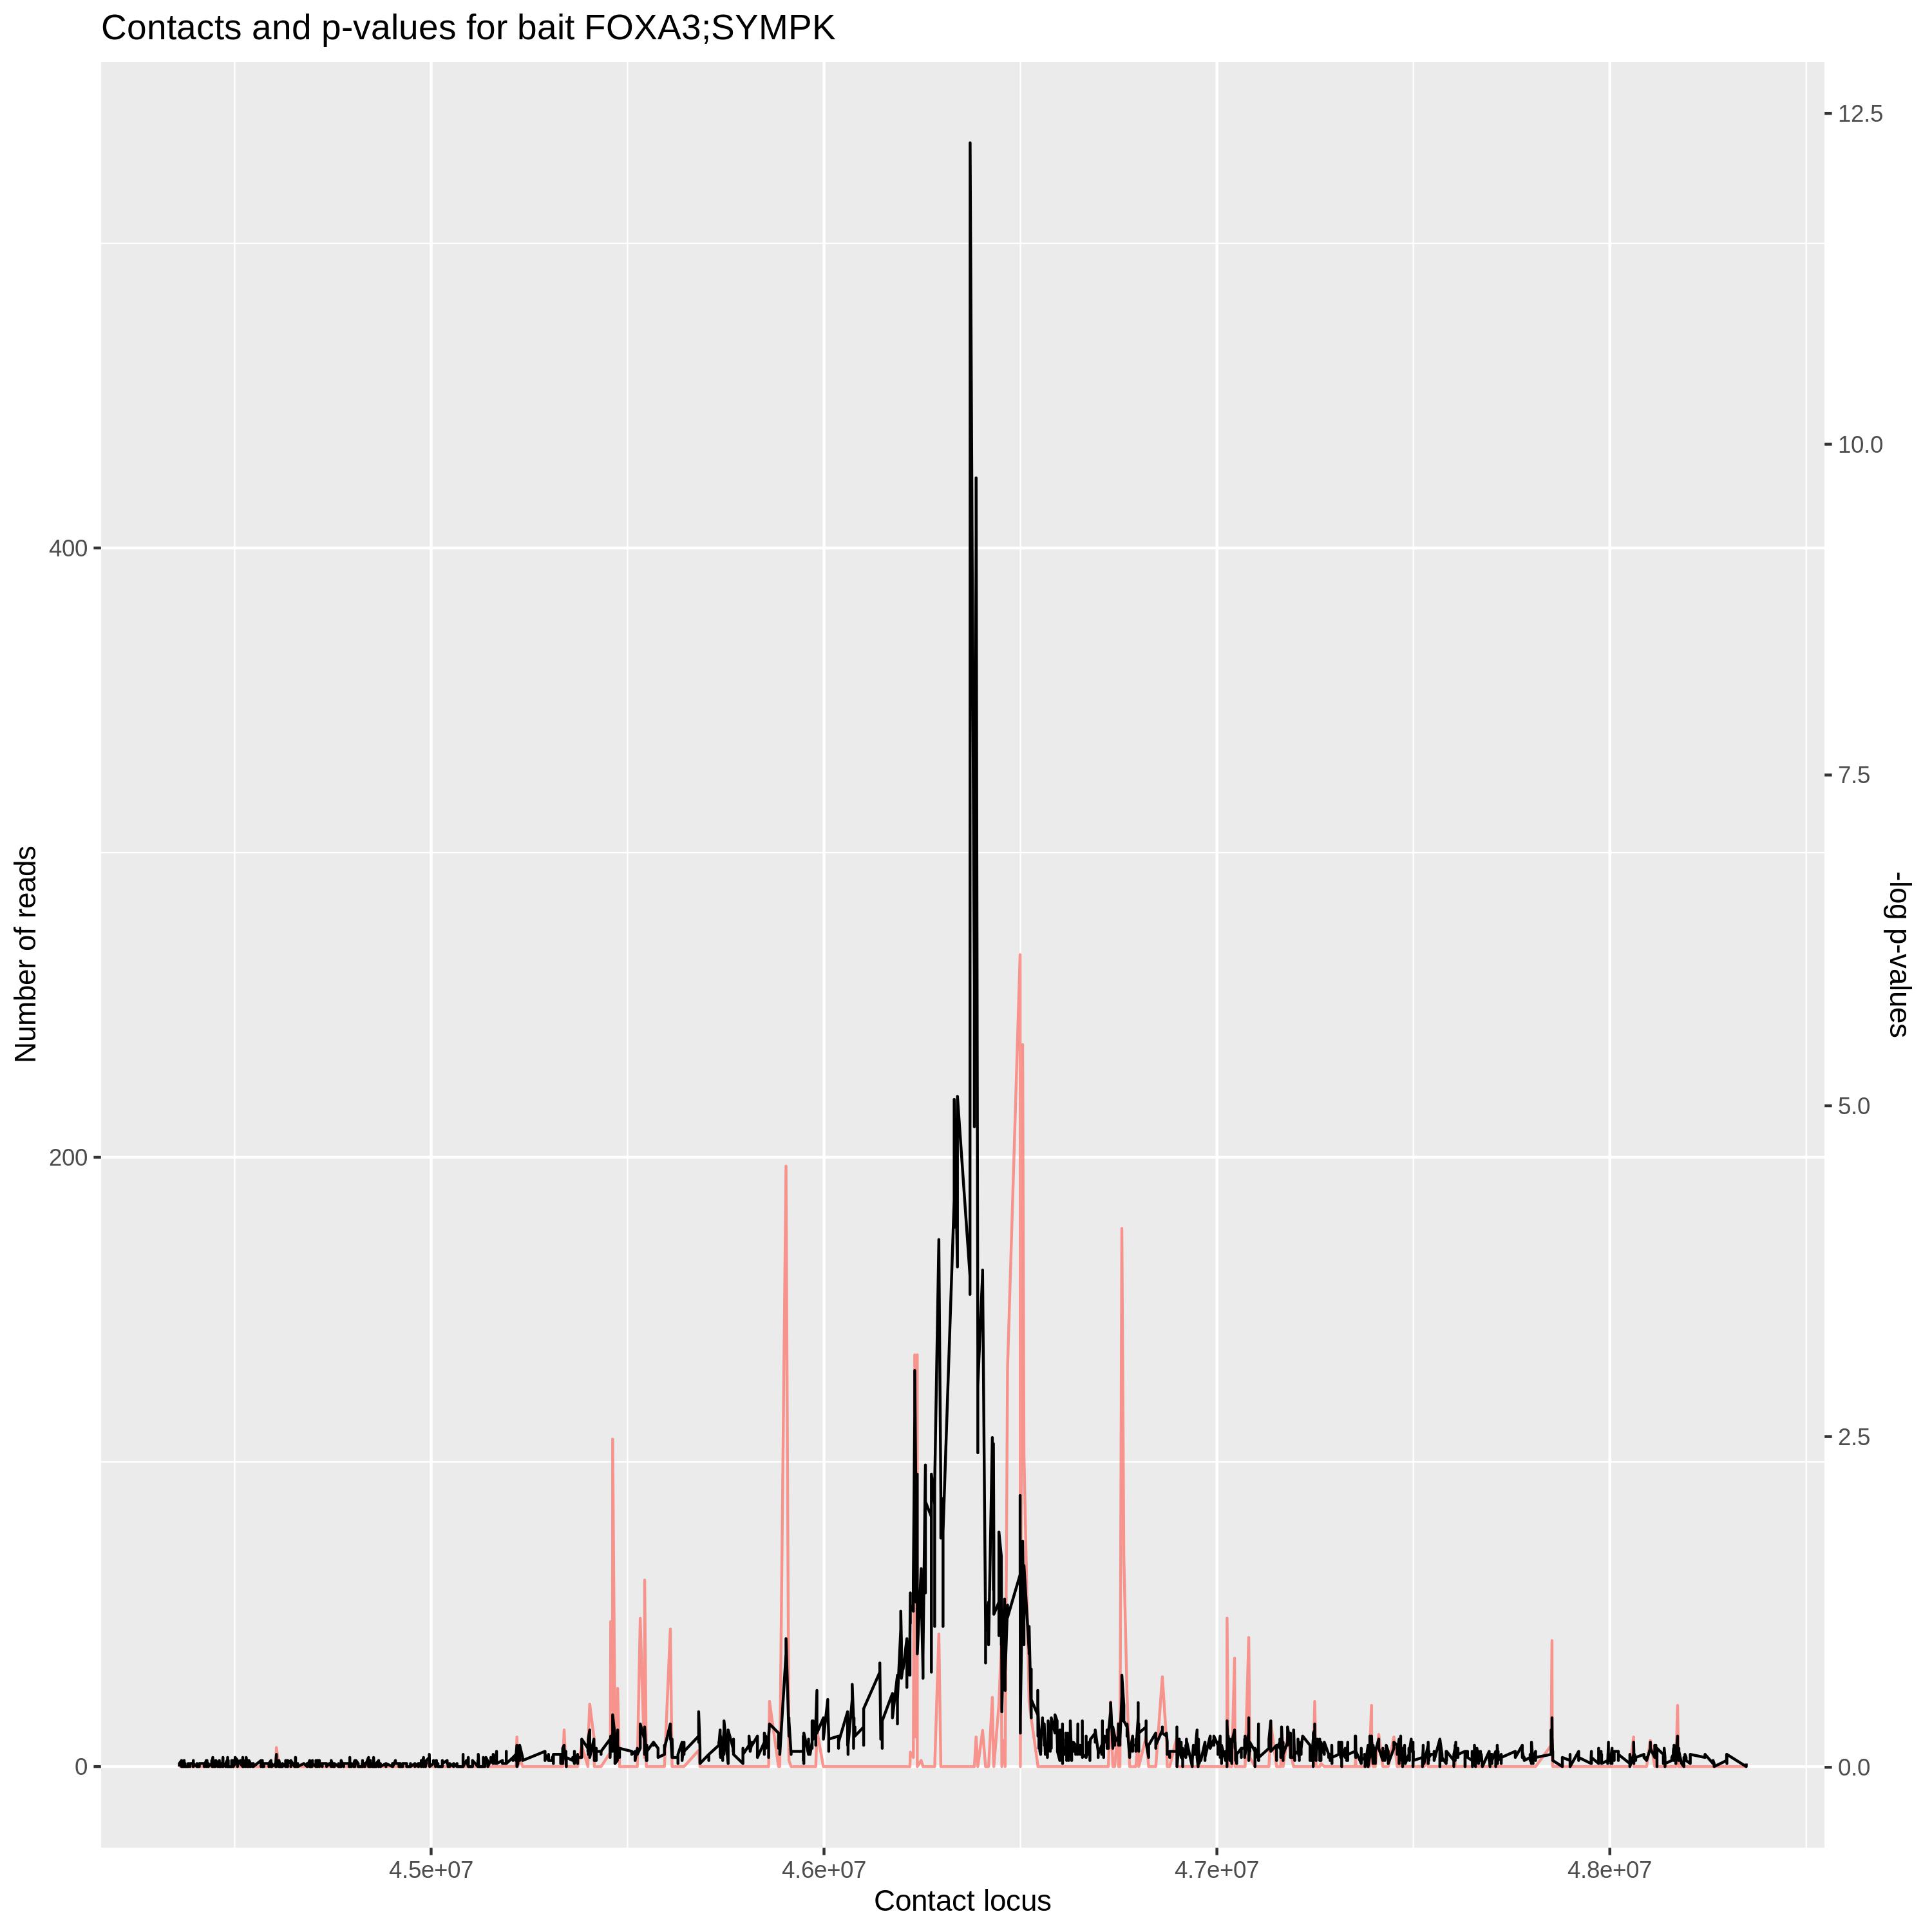 Contacts and p-values for bait FOXA3;SYMPK
Number of reads
400
200
0
12.5
10.0
7.5
5.0
2.5
0.0
-log p-values
4.5e+07
4.6e+07
4.7e+07
4.8e+07
Contact locus